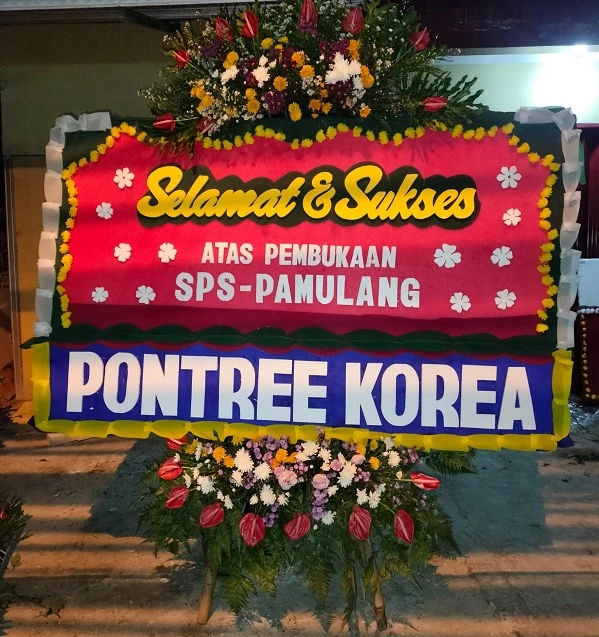 Selamat & Sukses
ATAS PEMBUKAAN
SPS-PAMULANG
PONTREE KOREA